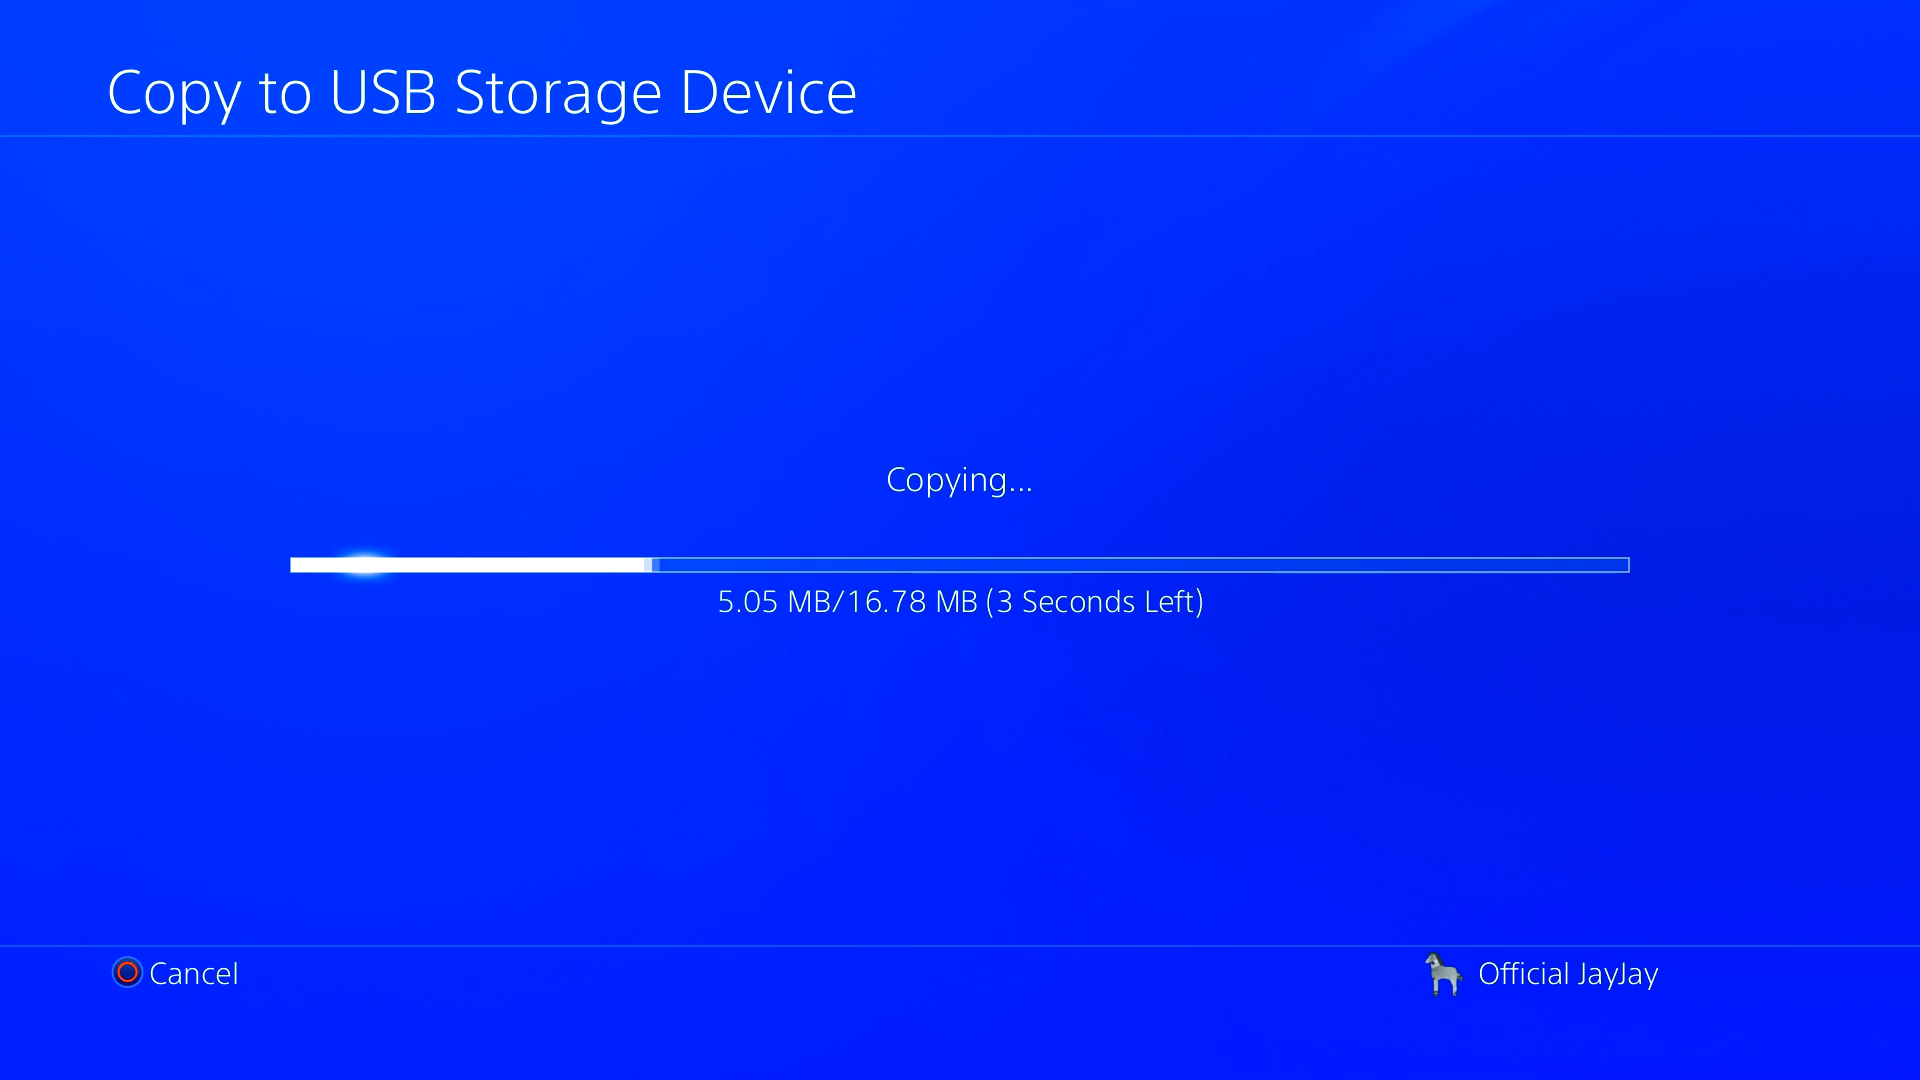 Copy to USB Storage Device
Copying...
5.05 MB/16.78 MB (3 Seconds Left)
Cancel
Official JayJay